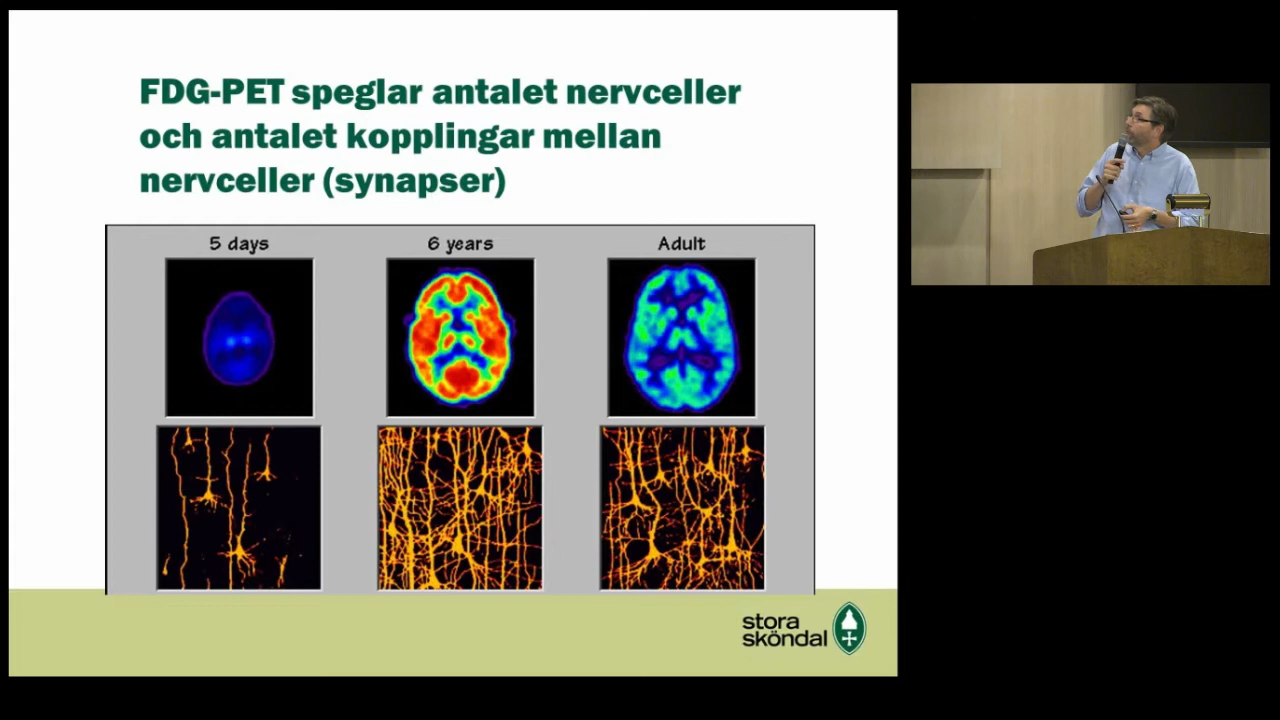 FDG-PET speglar antalet nervceller
och antalet kopplingar mellan
nervceller (synapser)
5 days
6 years
Adult
stora
sköndal